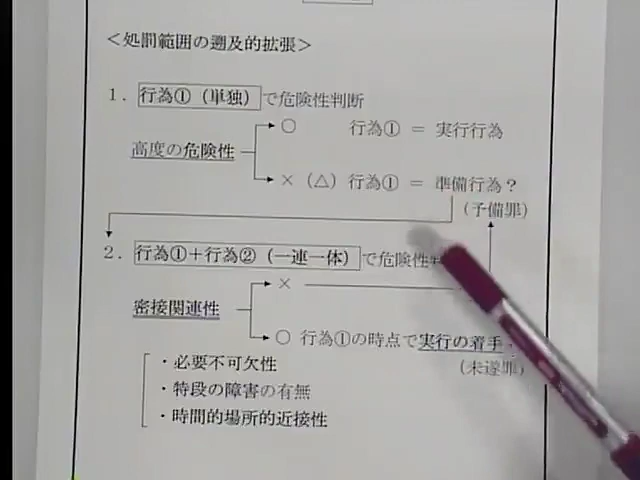 ＜処罰範囲の遡及的拡張＞
１．行為①（単独）で危険性判断
○　行為①　＝　実行行為
高度の危険性
×（△）行為①　＝　準備行為？
（予備罪）
２．行為①＋行為②（一連一体）で危険性
×
密接関連性
○　行為①の時点で実行の着手
（未遂罪）
・必要不可欠性
・特段の障害の有無
・時間的場所的近接性